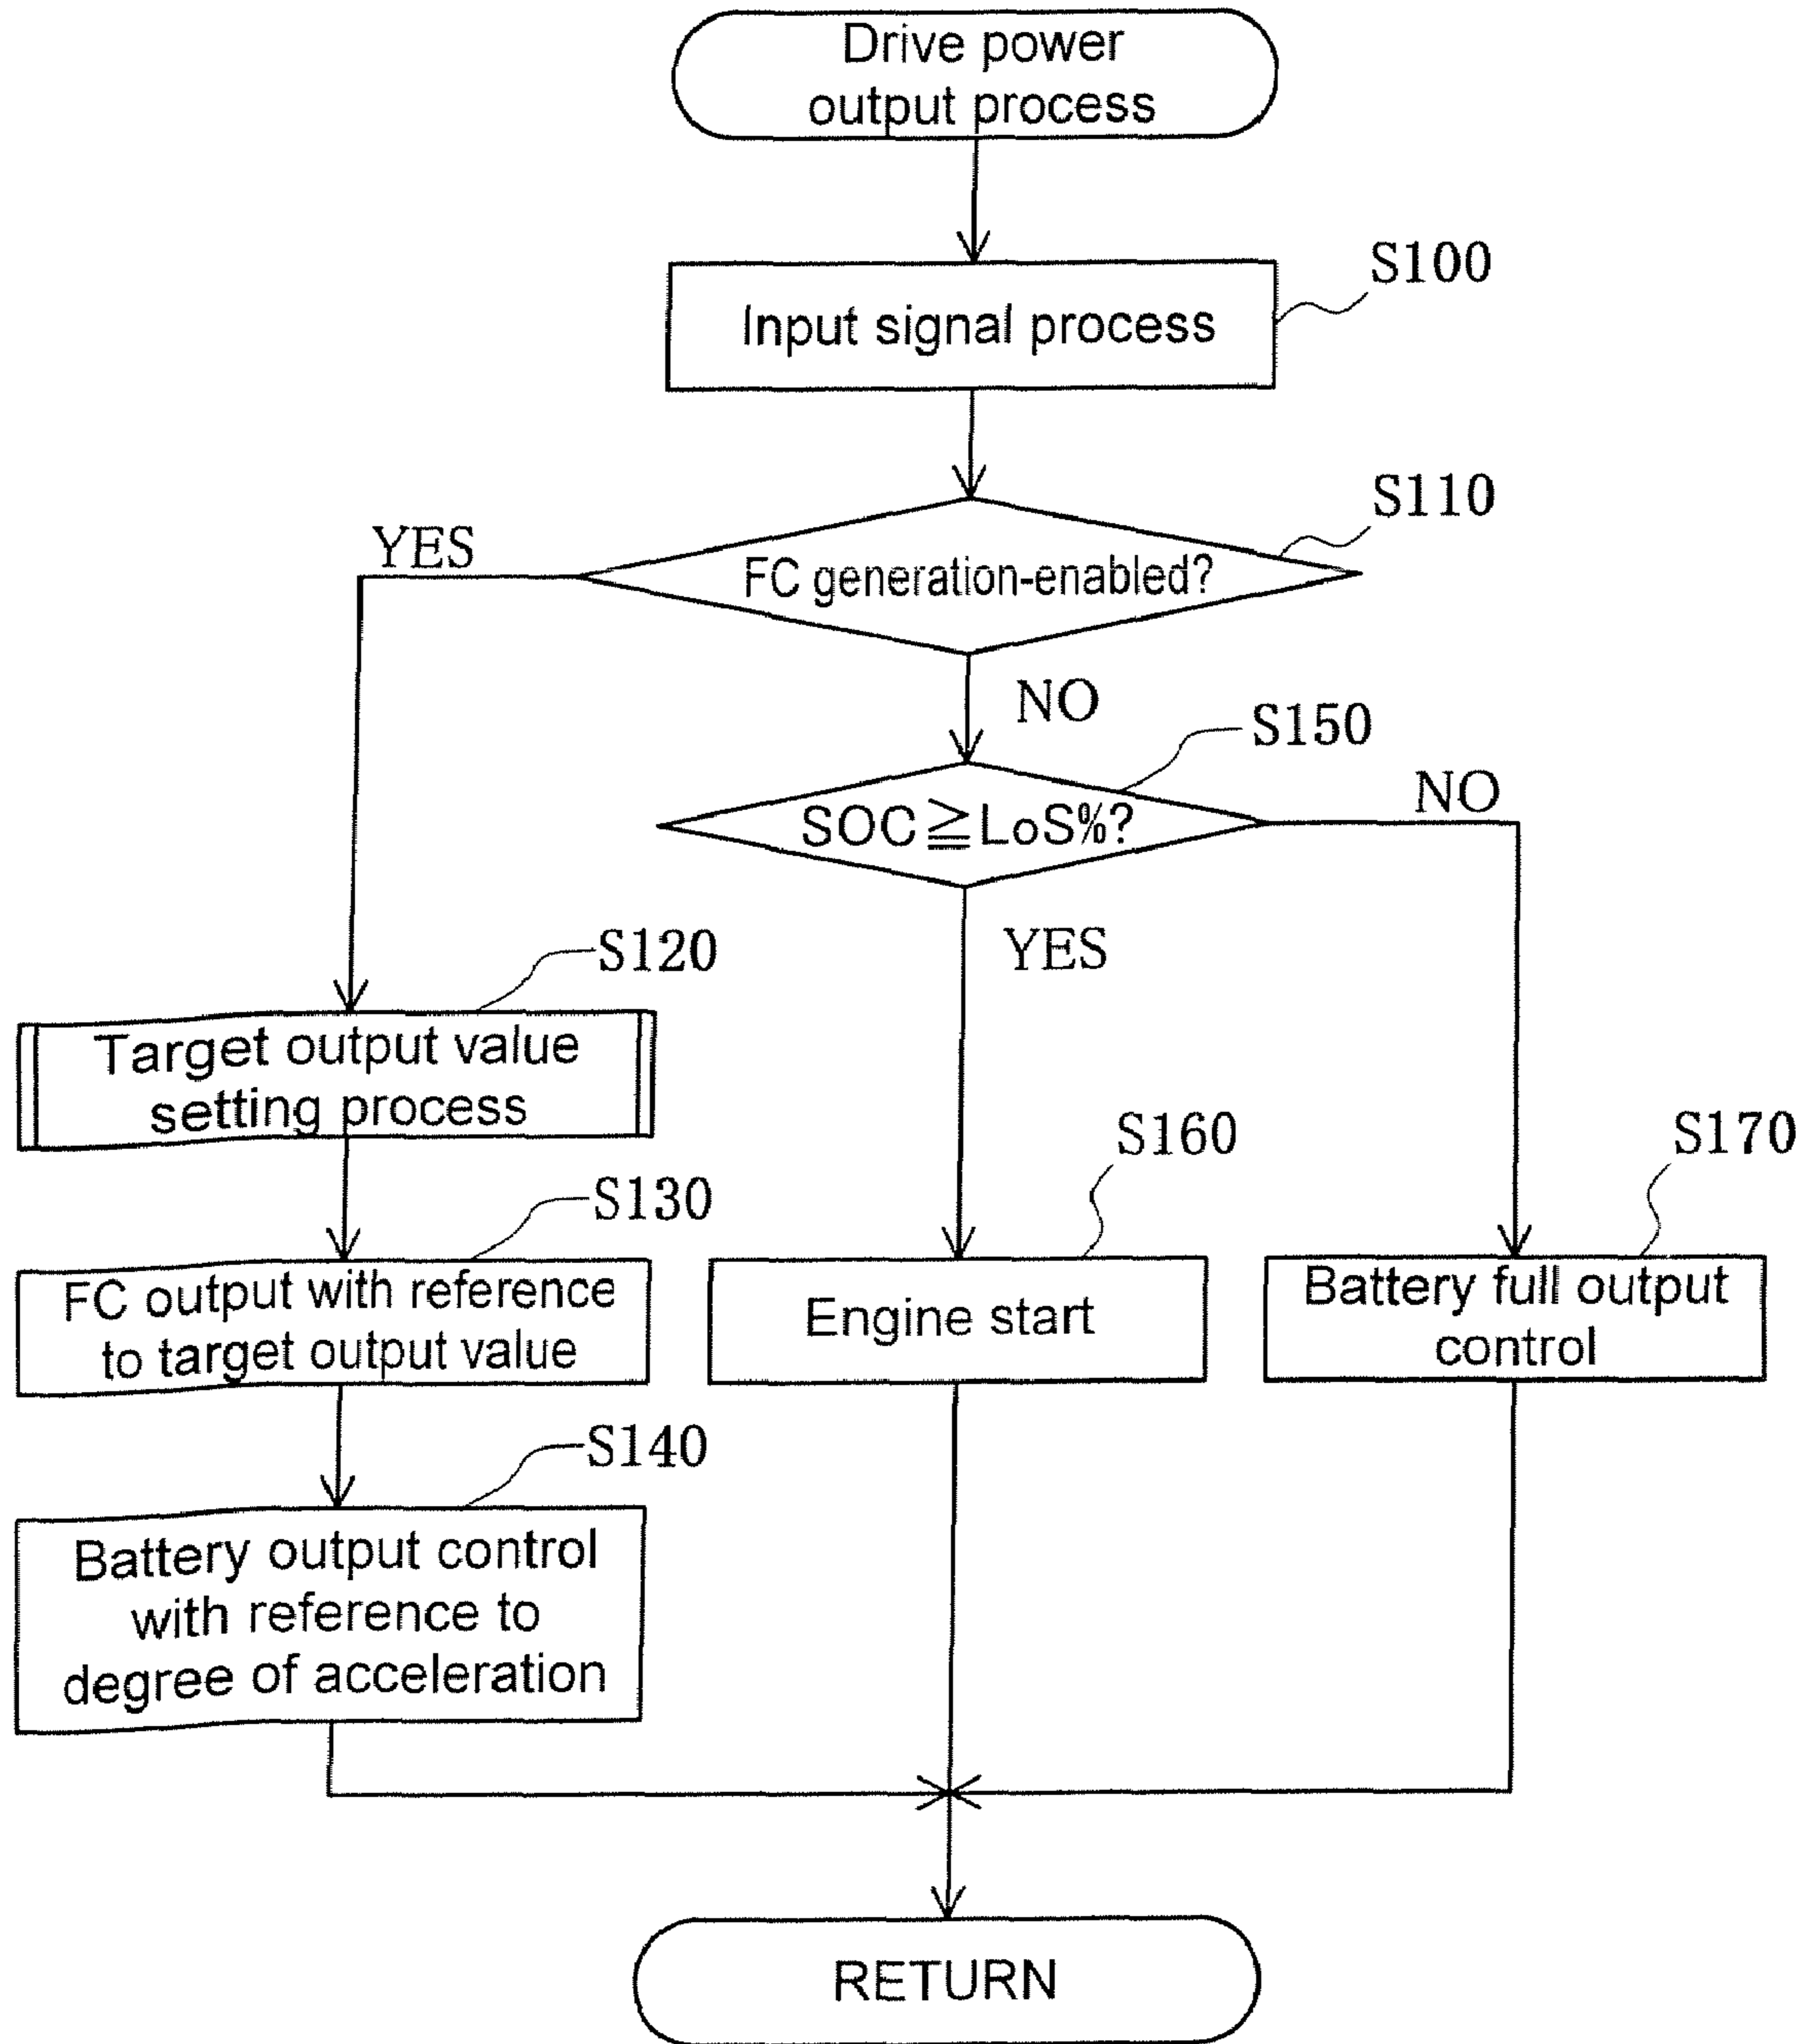 Drive power
output process
S100
Input signal process
S110
YES
FC generation-enabled?
NO
S150
SOC≧LoS%?
NO
YES
S120
Target output value
setting process
S130
FC output with reference
to target output value
S140
Battery output control
with reference to
degree of acceleration
S160
Engine start
S170
Battery full output
control
RETURN